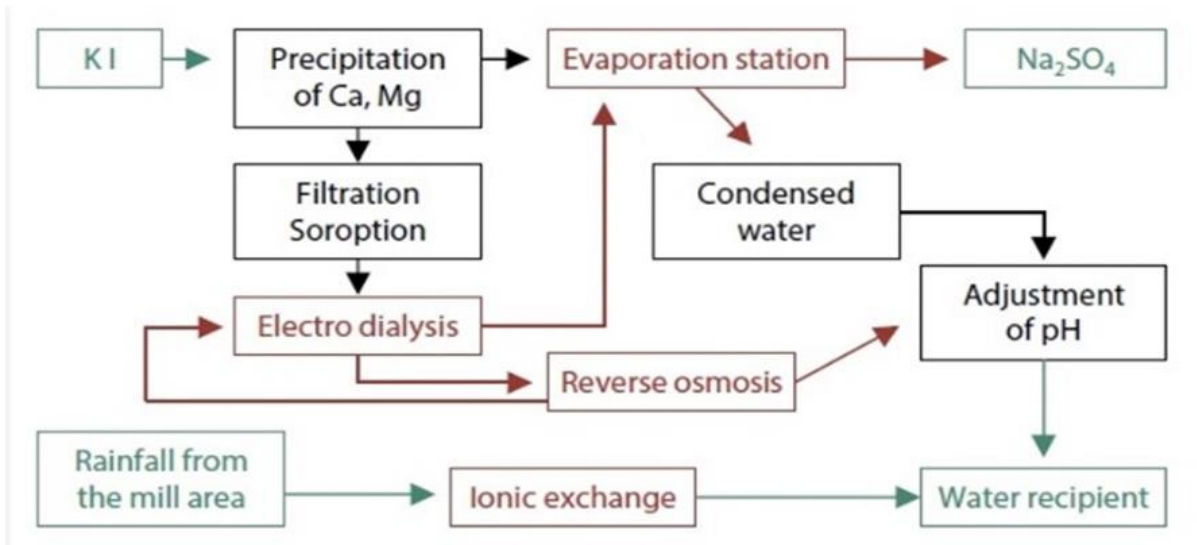 K I
Precipitation
of Ca, Mg
Evaporation station
Na₂SO₄
Filtration
Soroption
Condensed
water
Electro dialysis
Adjustment
of pH
Reverse osmosis
Rainfall from
the mill area
Ionic exchange
Water recipient